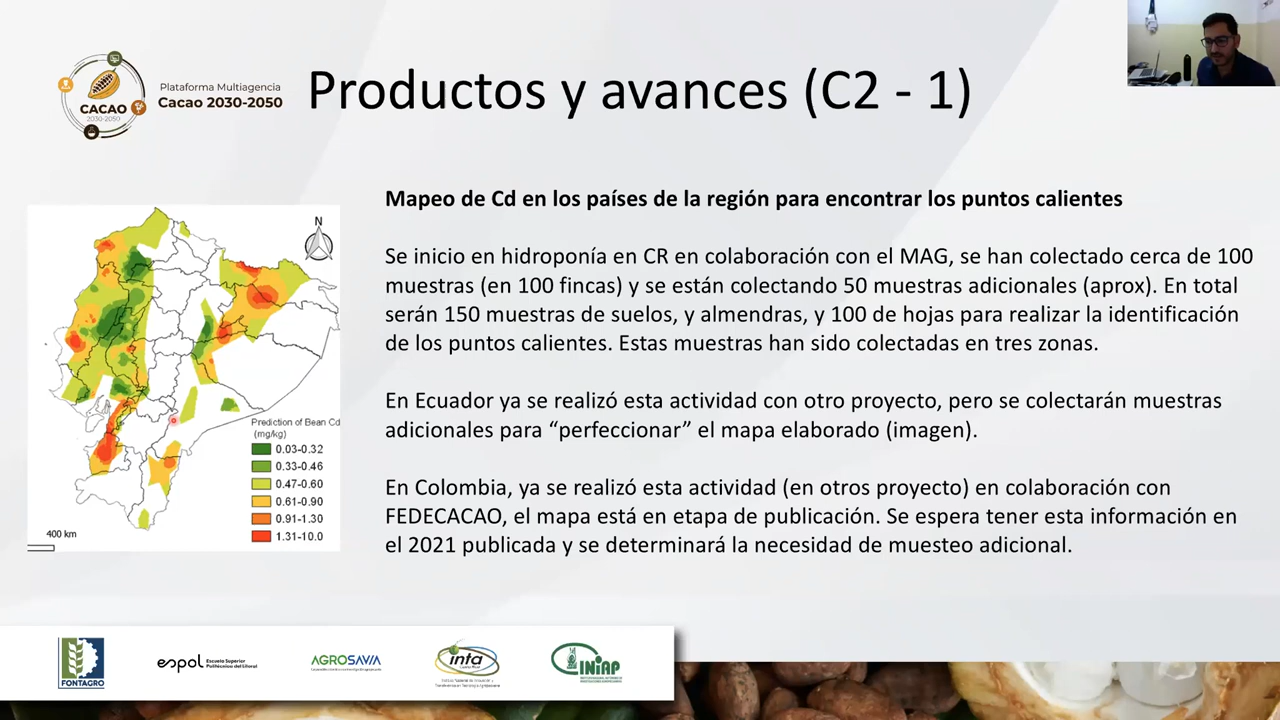 CACAO
2030-2050
Plataforma Multiagencia
Cacao 2030-2050
Productos y avances (C2 - 1)
Mapeo de Cd en los países de la región para encontrar los puntos calientes
Se inicio en hidroponía en CR en colaboración con el MAG, se han colectado cerca de 100
muestras (en 100 fincas) y se están colectando 50 muestras adicionales (aprox). En total
serán 150 muestras de suelos, y almendras, y 100 de hojas para realizar la identificación
de los puntos calientes. Estas muestras han sido colectadas en tres zonas.
En Ecuador ya se realizó esta actividad con otro proyecto, pero se colectarán muestras
adicionales para “perfeccionar” el mapa elaborado (imagen).
En Colombia, ya se realizó esta actividad (en otros proyecto) en colaboración con
FEDECACAO, el mapa está en etapa de publicación. Se espera tener esta información en
el 2021 publicada y se determinará la necesidad de muesteo adicional.
N
Prediction of Bean Cd
(mg/kg)
0.03-0.32
0.33-0.46
0.47-0.60
0.61-0.90
0.91-1.30
1.31-10.0
400 km
FONTAGRO
espol
Escuela Superior
Politécnica del Litoral
AGROSAVIA
inta
INIAP